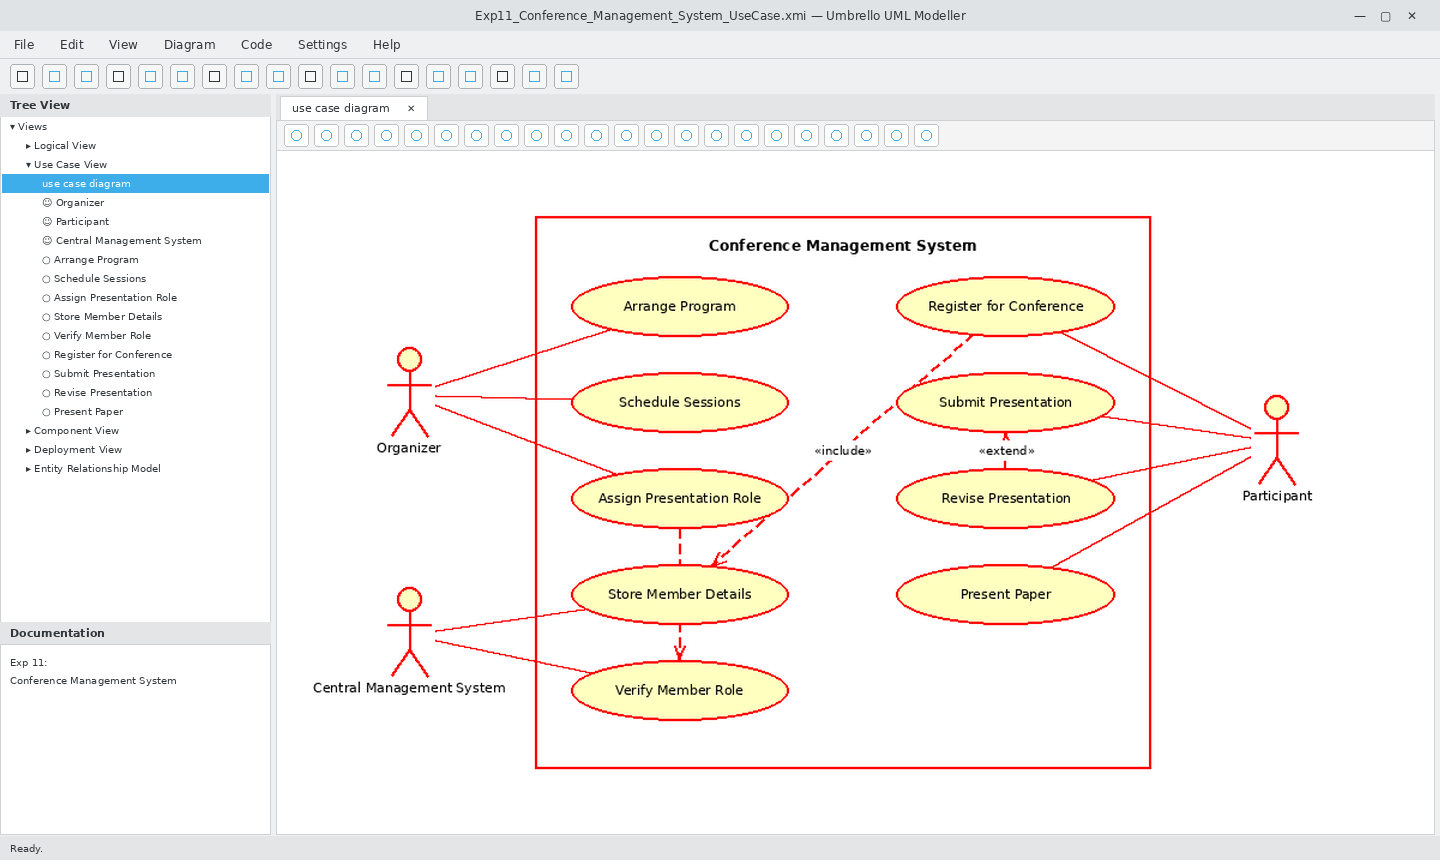 Exp11_Conference_Management_System_UseCase.xmi — Umbrello UML Modeller
File Edit View Diagram Code Settings Help
Tree View
Views
Logical View
Use Case View
use case diagram
Organizer
Participant
Central Management System
Arrange Program
Schedule Sessions
Assign Presentation Role
Store Member Details
Verify Member Role
Register for Conference
Submit Presentation
Revise Presentation
Present Paper
Component View
Deployment View
Entity Relationship Model
Documentation
Exp 11:
Conference Management System
use case diagram
Conference Management System
Arrange Program
Register for Conference
Schedule Sessions
Submit Presentation
Organizer
«include»
«extend»
Assign Presentation Role
Revise Presentation
Participant
Store Member Details
Present Paper
Central Management System
Verify Member Role
Ready.